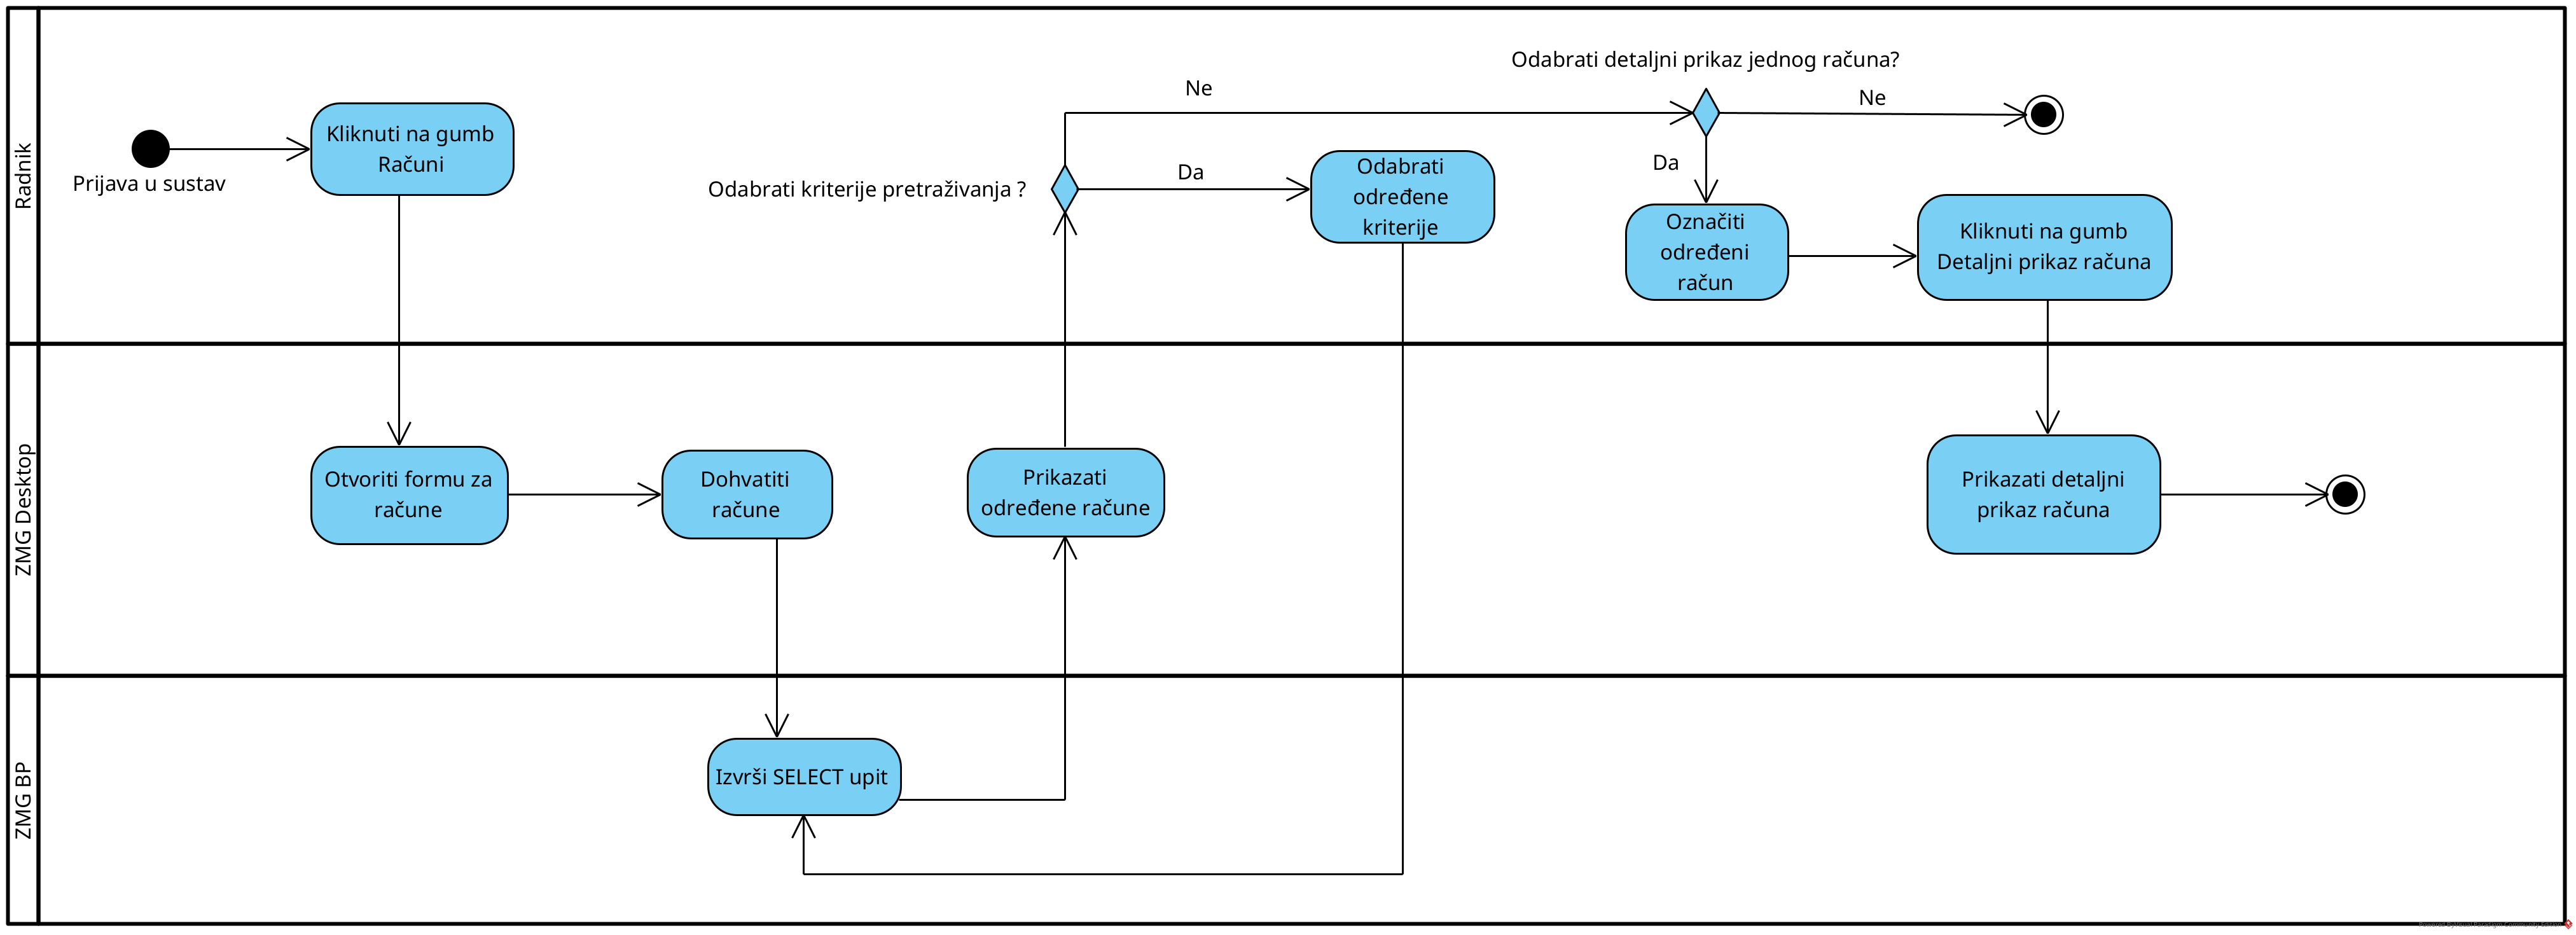 Radnik
Prijava u sustav
Kliknuti na gumb
Računi
Odabrati kriterije pretraživanja ?
Ne
Da
Odabrati
određene
kriterije
Odabrati detaljni prikaz jednog računa?
Ne
Da
Označiti
određeni
račun
Kliknuti na gumb
Detaljni prikaz računa
ZMG Desktop
Otvoriti formu za
račune
Dohvatiti
račune
Prikazati
određene račune
Prikazati detaljni
prikaz računa
ZMG BP
Izvrši SELECT upit